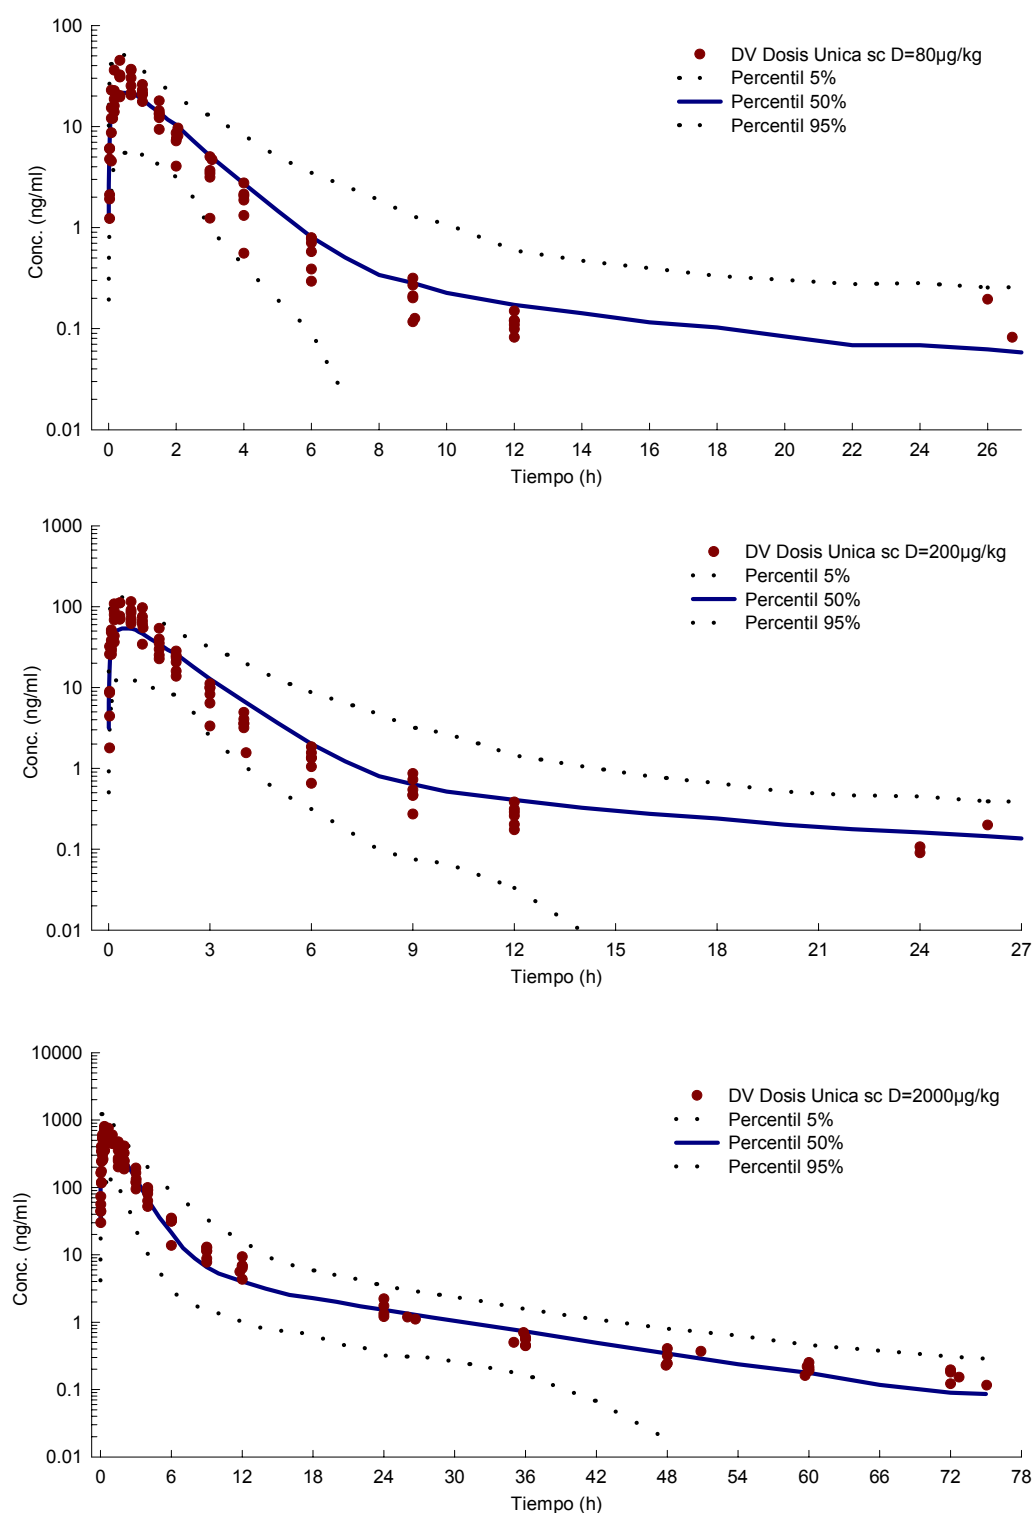 100
10
1
0.1
0.01
Conc. (ng/ml)
DV Dosis Unica sc D=80µg/kg
Percentil 5%
Percentil 50%
Percentil 95%
0 2 4 6 8 10 12 14 16 18 20 22 24 26
Tiempo (h)
1000
100
10
1
0.1
0.01
Conc. (ng/ml)
DV Dosis Unica sc D=200µg/kg
Percentil 5%
Percentil 50%
Percentil 95%
0 3 6 9 12 15 18 21 24 27
Tiempo (h)
10000
1000
100
10
1
0.1
0.01
Conc. (ng/ml)
DV Dosis Unica sc D=2000µg/kg
Percentil 5%
Percentil 50%
Percentil 95%
0 6 12 24 30 36 42 48 54 60 66 72 78
Tiempo (h)